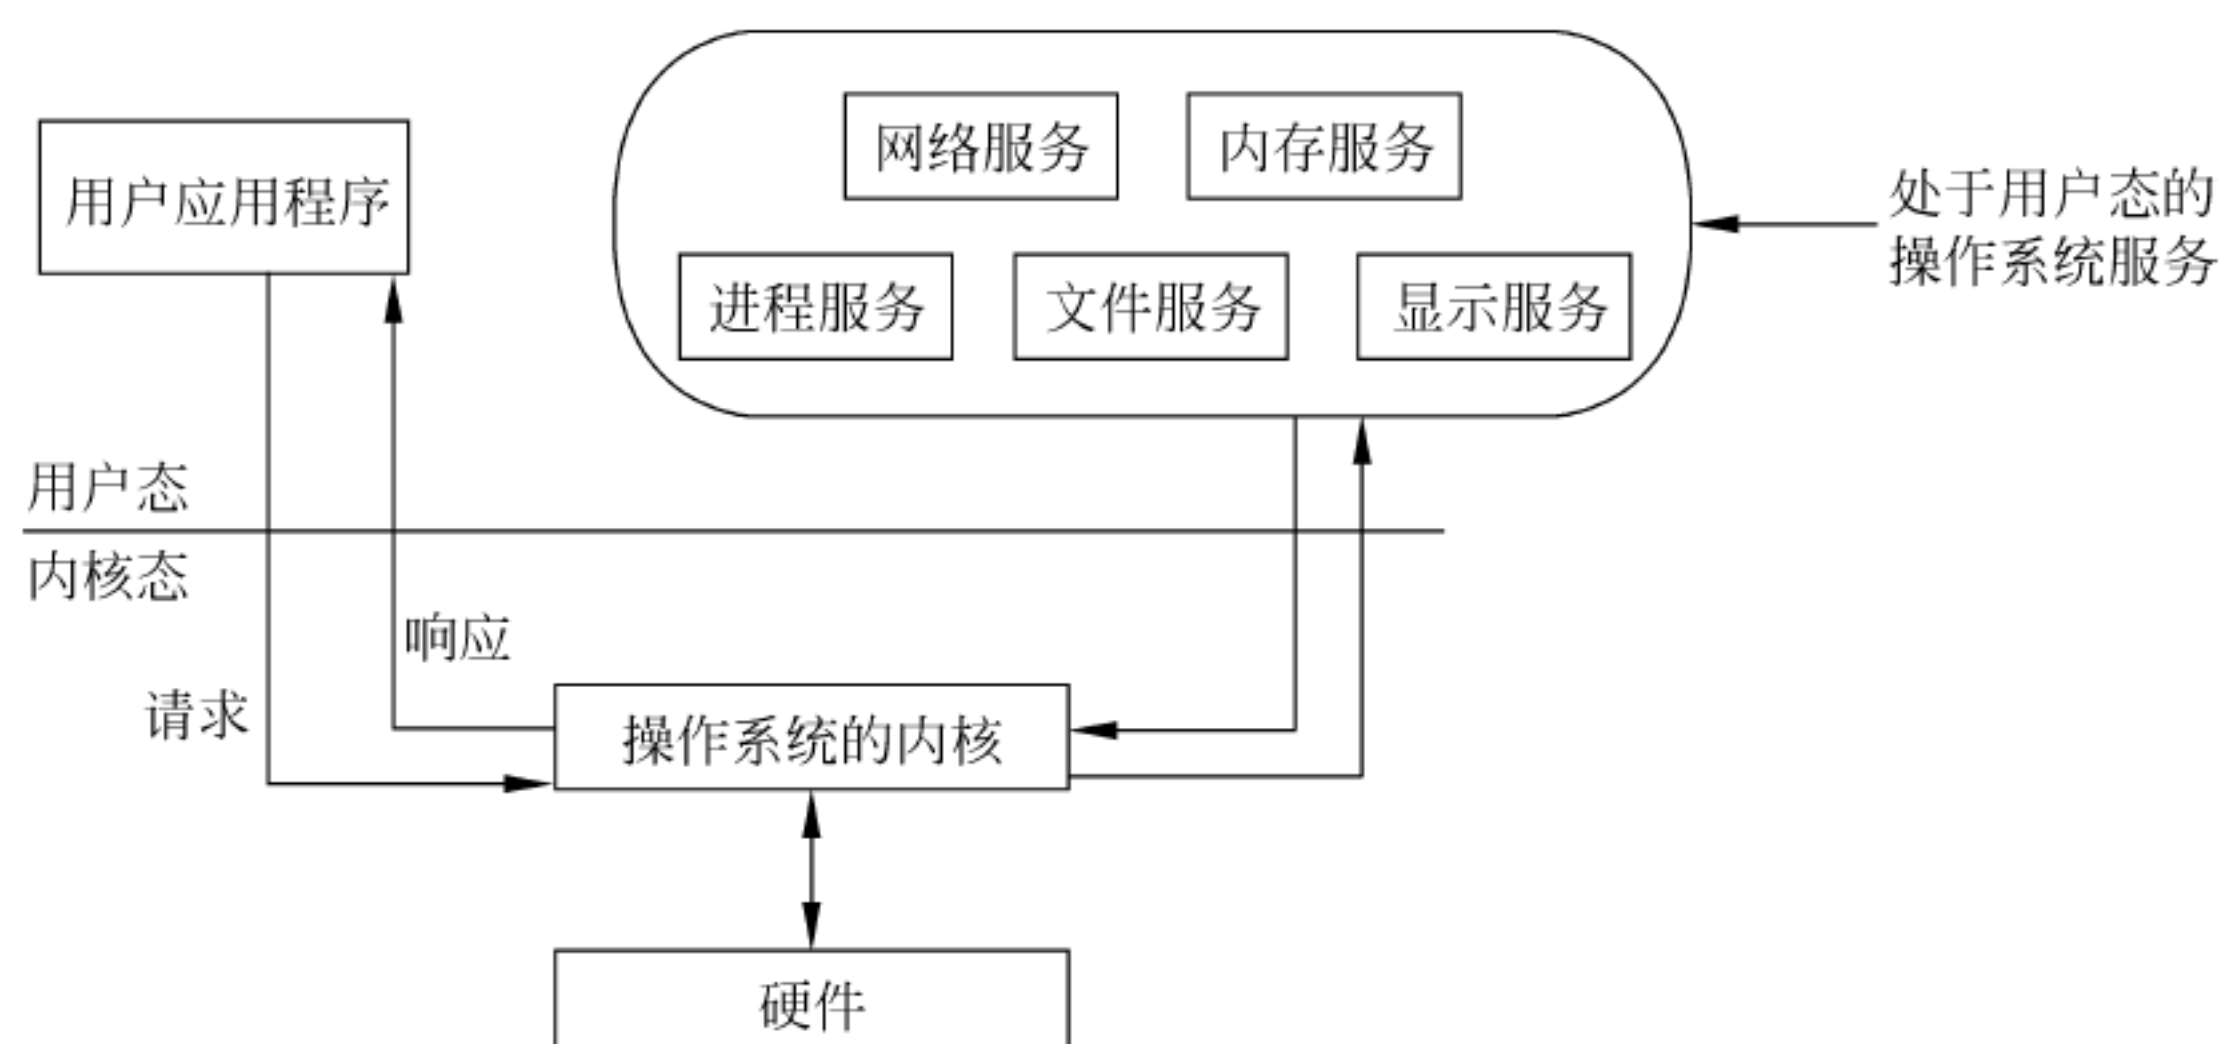 网络服务
内存服务
用户应用程序
处于用户态的
操作系统服务
进程服务
文件服务
显示服务
用户态
内核态
响应
请求
操作系统的内核
硬件